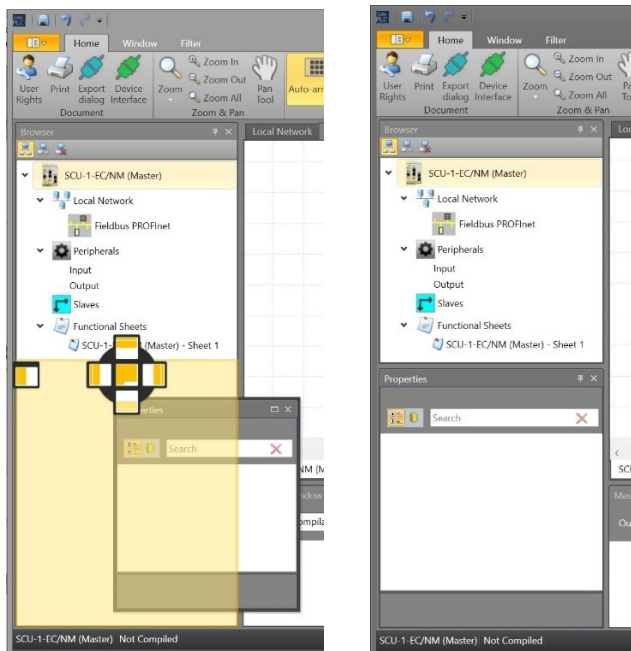 Home Window Filter
Zoom In
Zoom Out
Zoom All
User Rights
Print
Export dialog
Device Interface
Zoom
Pan Tool
Document
Zoom & Pan
Browser
Local Network
SCU-1-EC/NM (Master)
Local Network
Fieldbus PROFInet
Peripherals
Input
Output
Slaves
Functional Sheets
(Master) - Sheet 1
Search
SCU-1-EC/NM (Master) Not Compiled
Home Window Filter
Zoom In
Zoom Out
Zoom All
User Rights
Print
Export dialog
Device Interface
Zoom
Document
Zoom & Pan
Browser
SCU-1-EC/NM (Master)
Local Network
Fieldbus PROFInet
Peripherals
Input
Output
Slaves
Functional Sheets
SCU-1-EC/NM (Master) - Sheet 1
Properties
Search
SCU-1-EC/NM (Master) Not Compiled